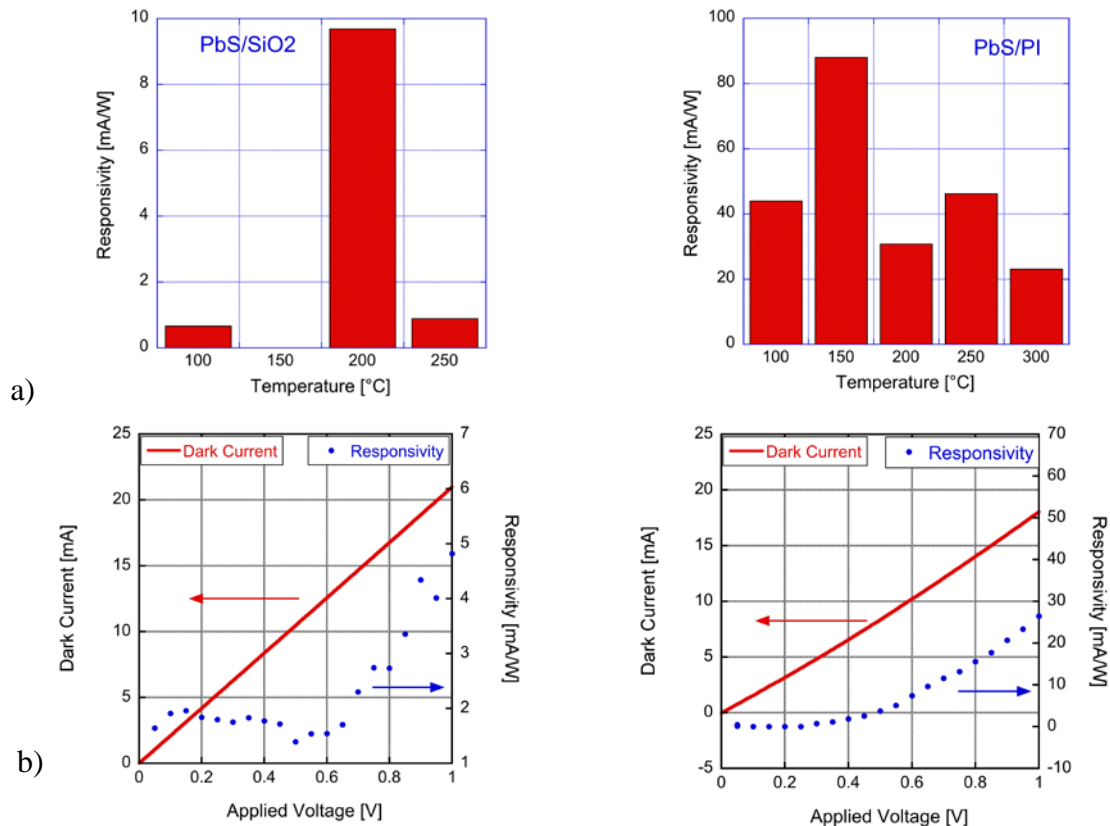 PbS/SiO2
Responsivity [mA/W]
10
8
6
4
2
0
100 150 200 250
Temperature [°C]
PbS/PI
Responsivity [mA/W]
100
80
60
40
20
0
100 150 200 250 300
Temperature [°C]
a)
Dark Current
Responsivity
Dark Current [mA]
25
20
15
10
5
0
7
6
5
4
3
2
1
Responsivity [mA/W]
0 0.2 0.4 0.6 0.8 1
Applied Voltage [V]
Dark Current
Responsivity
Dark Current [mA]
25
20
15
10
5
0
-5
70
60
50
40
30
20
10
0
-10
Responsivity [mA/W]
0 0.2 0.4 0.6 0.8 1
Applied Voltage [V]
b)